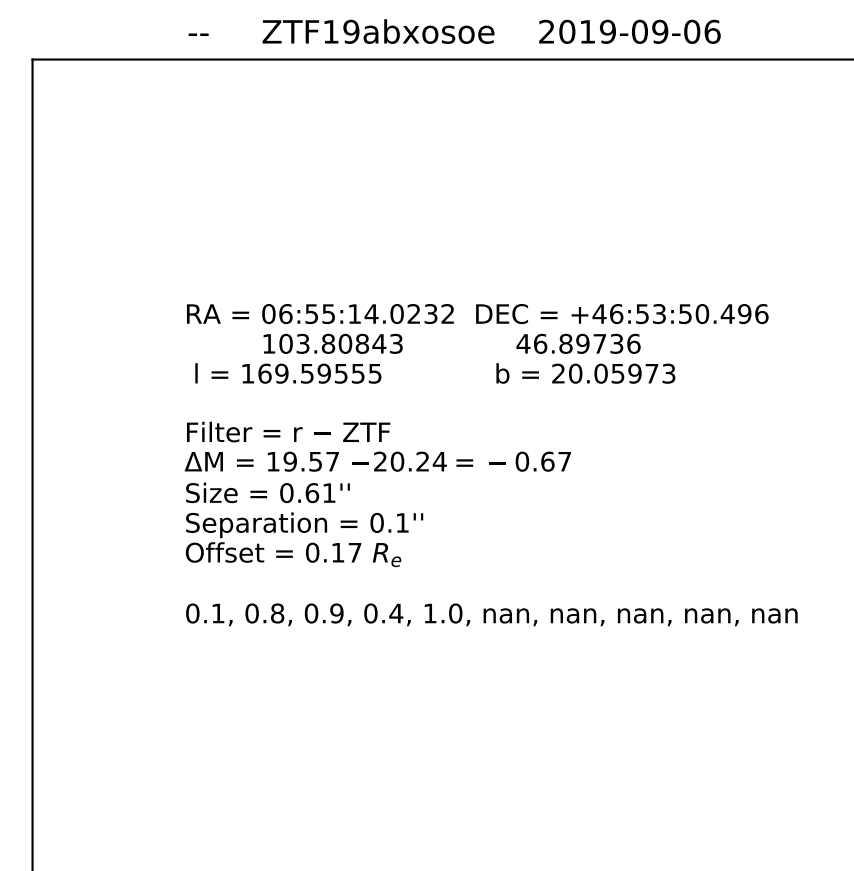 -- ZTF19abxosoe 2019-09-06
RA = 06:55:14.0232 DEC = +46:53:50.496
103.80843 46.89736
l = 169.59555 b = 20.05973
Filter = r − ZTF
ΔM = 19.57 −20.24 = − 0.67
Size = 0.61''
Separation = 0.1''
Offset = 0.17 Rₑ
0.1, 0.8, 0.9, 0.4, 1.0, nan, nan, nan, nan, nan